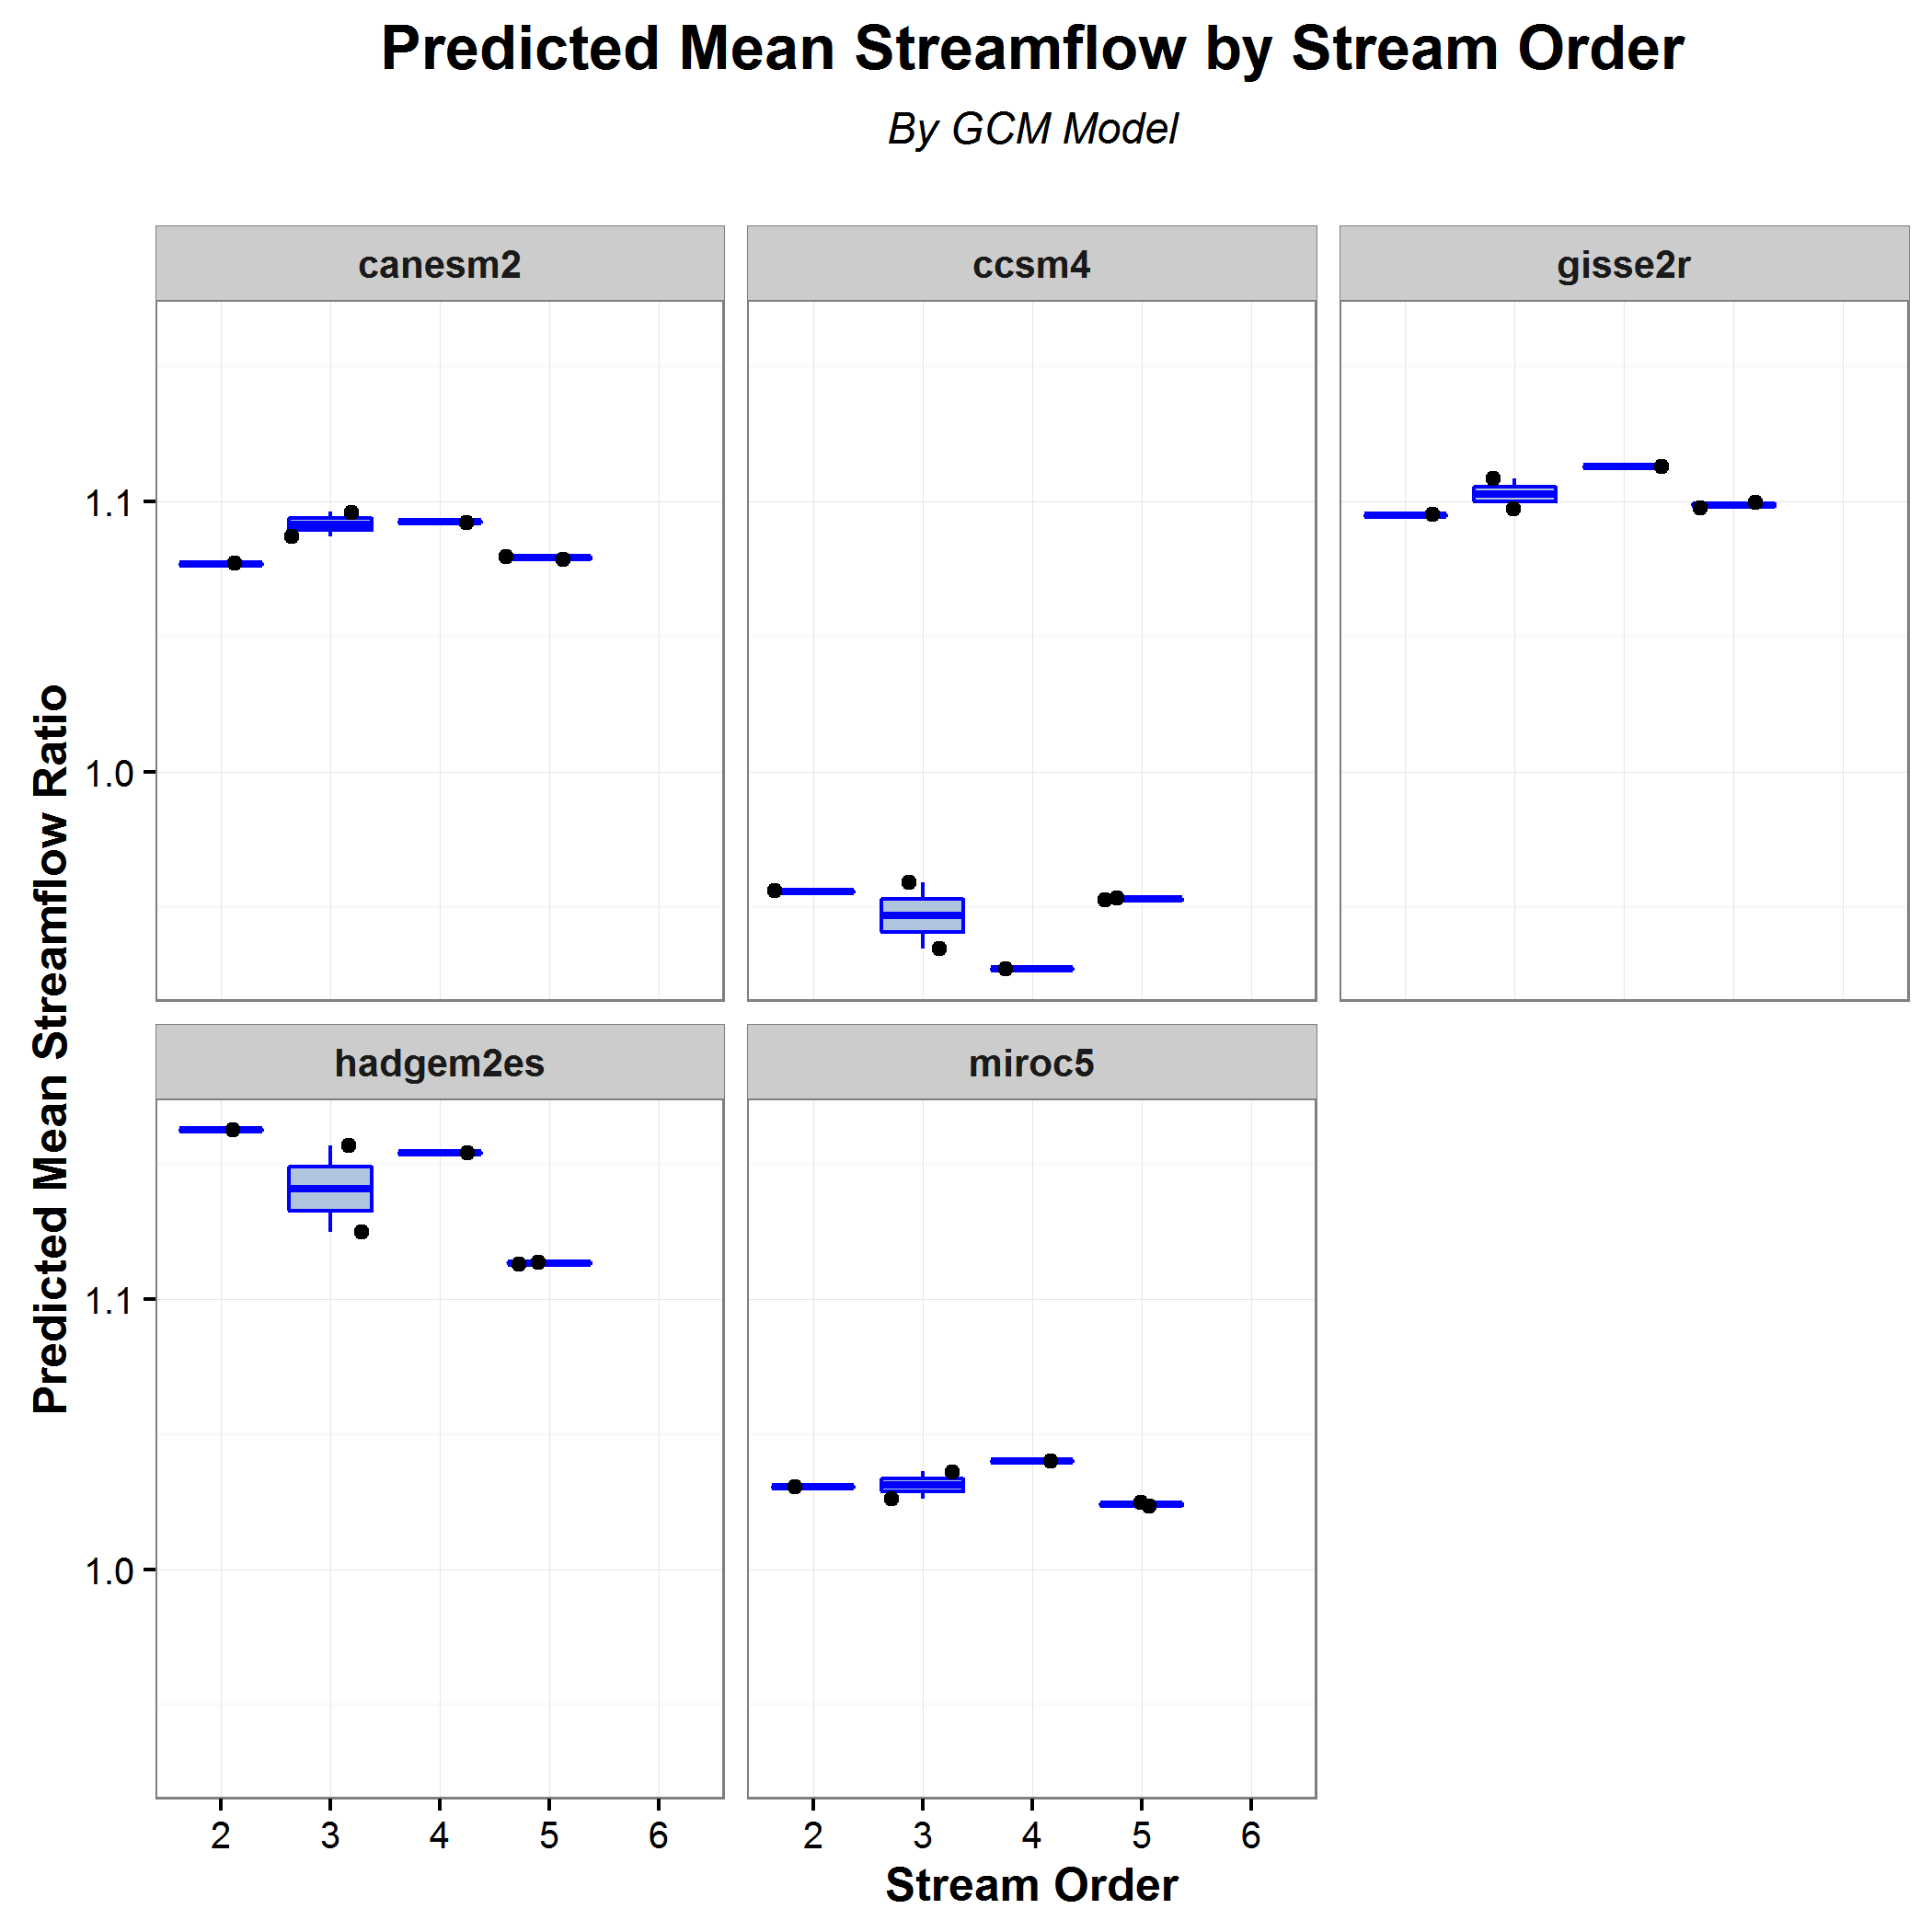 Predicted Mean Streamflow by Stream Order
By GCM Model
canesm2
ccsm4
gisse2r
1.1
1.0
Predicted Mean Streamflow Ratio
hadgem2es
miroc5
1.1
1.0
2 3 4 5 6
2 3 4 5 6
Stream Order